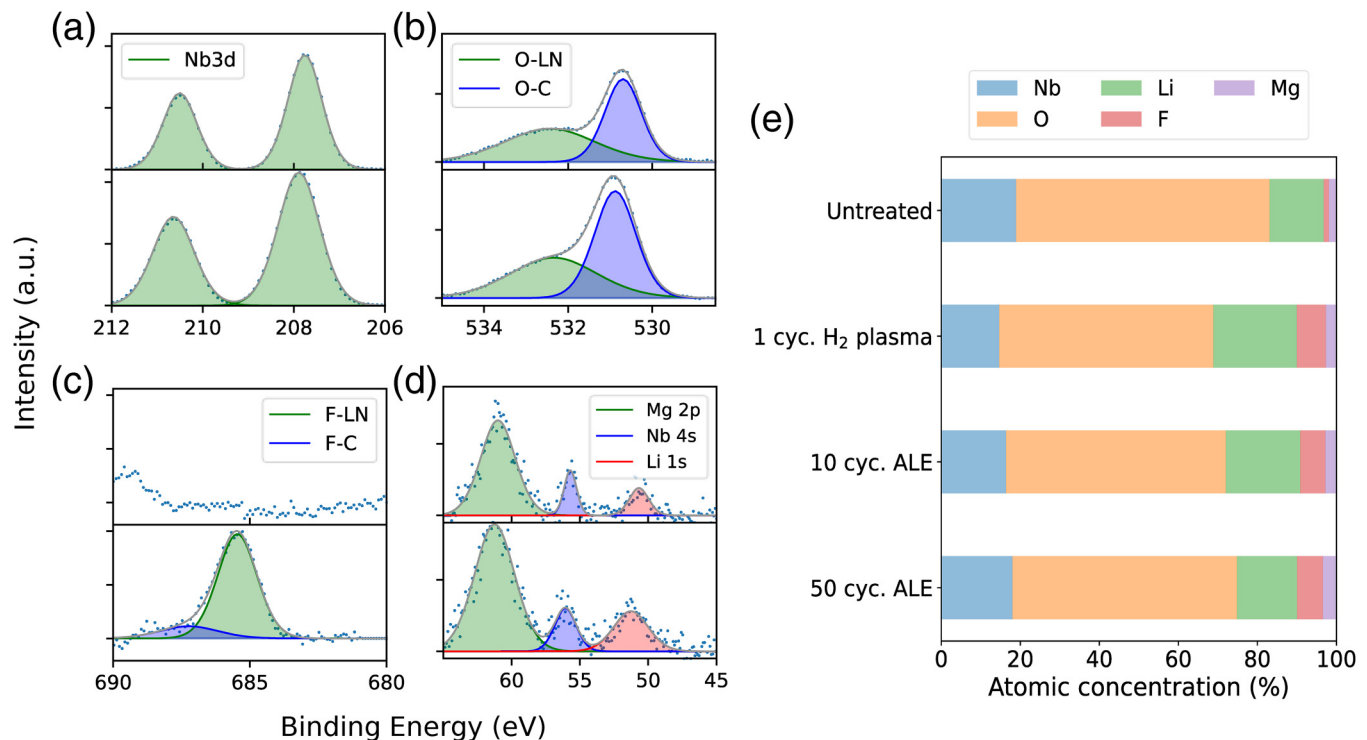 (a)
Nb3d
212
210
208
206
(b)
O-LN
O-C
534
532
530
(c)
F-LN
F-C
690
685
680
(d)
Mg 2p
Nb 4s
Li 1s
60
55
50
45
Intensity (a.u.)
Binding Energy (eV)
(e)
Nb
Li
Mg
O
F
Untreated
1 cyc. H₂ plasma
10 cyc. ALE
50 cyc. ALE
0
20
40
60
80
100
Atomic concentration (%)